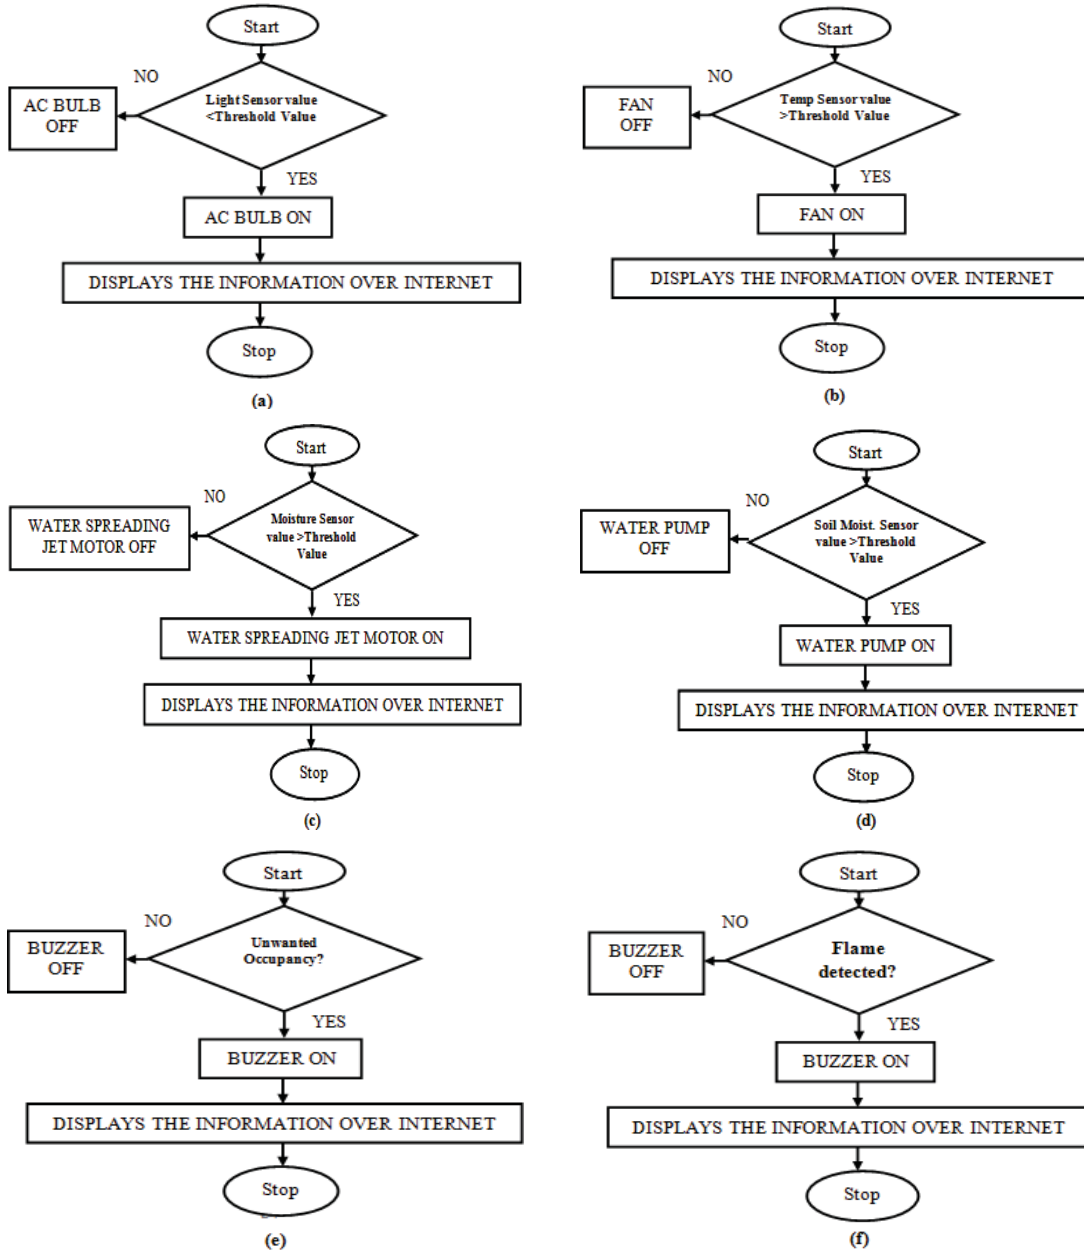 Start
NO
Light Sensor value
<Threshold Value
AC BULB
OFF
YES
AC BULB ON
DISPLAYS THE INFORMATION OVER INTERNET
Stop
(a)
Start
NO
Temp Sensor value
>Threshold Value
FAN
OFF
YES
FAN ON
DISPLAYS THE INFORMATION OVER INTERNET
Stop
(b)
Start
NO
Moisture Sensor
value >Threshold
Value
WATER SPREADING
JET MOTOR OFF
YES
WATER SPREADING JET MOTOR ON
DISPLAYS THE INFORMATION OVER INTERNET
Stop
(c)
Start
NO
Soil Moist. Sensor
value >Threshold
Value
WATER PUMP
OFF
YES
WATER PUMP ON
DISPLAYS THE INFORMATION OVER INTERNET
Stop
(d)
Start
NO
Unwanted
Occupancy?
BUZZER
OFF
YES
BUZZER ON
DISPLAYS THE INFORMATION OVER INTERNET
Stop
(e)
Start
NO
Flame
detected?
BUZZER
OFF
YES
BUZZER ON
DISPLAYS THE INFORMATION OVER INTERNET
Stop
(f)